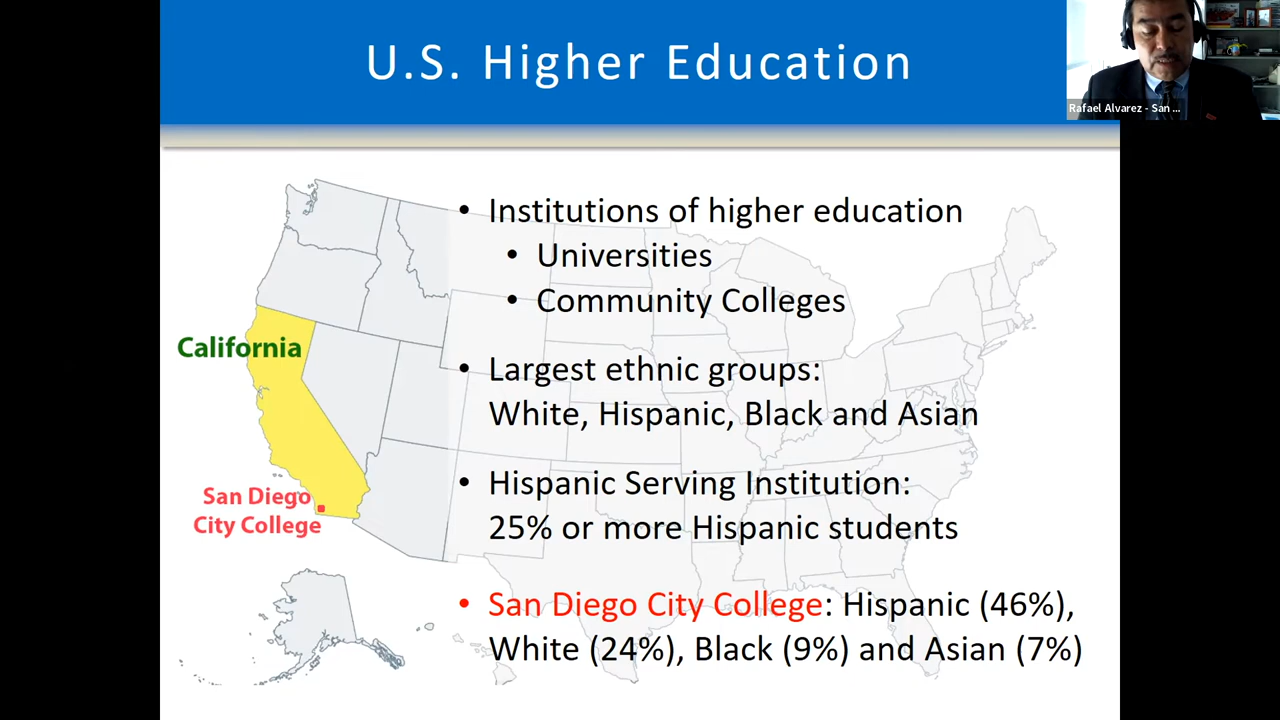 U.S. Higher Education
Rafael Alvarez - San ...
• Institutions of higher education
• Universities
• Community Colleges
California
• Largest ethnic groups:
White, Hispanic, Black and Asian
• Hispanic Serving Institution:
25% or more Hispanic students
San Diego
City College
• San Diego City College: Hispanic (46%),
White (24%), Black (9%) and Asian (7%)